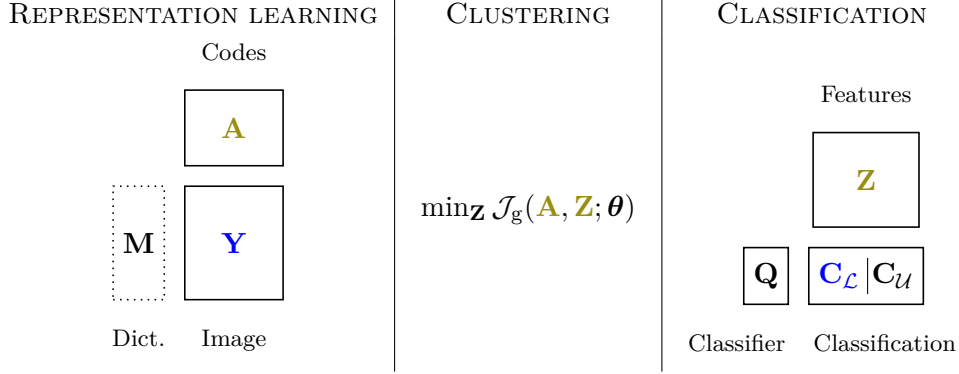 REPRESENTATION LEARNING
Codes
A
M
Y
Dict.
Image
CLUSTERING
min_Z 𝒥_g(A, Z; θ)
CLASSIFICATION
Features
Z
Q
C_ℒ | C_𝒰
Classifier
Classification